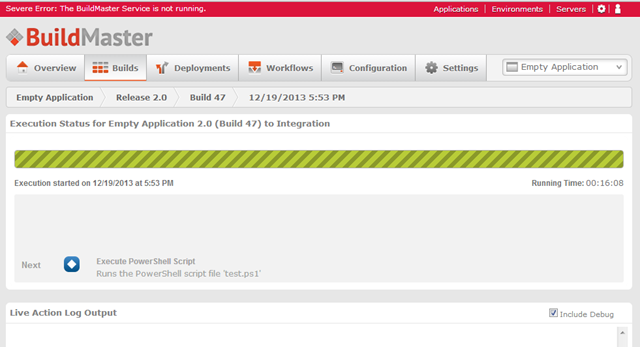 Severe Error: The BuildMaster Service is not running.
Applications | Environments | Servers
BuildMaster
Overview Builds Deployments Workflows Configuration Settings Empty Application
Empty Application Release 2.0 Build 47 12/19/2013 5:53 PM
Execution Status for Empty Application 2.0 (Build 47) to Integration
Execution started on 12/19/2013 at 5:53 PM Running Time: 00:16:08
Next Execute PowerShell Script
Runs the PowerShell script file 'test.ps1'
Live Action Log Output Include Debug